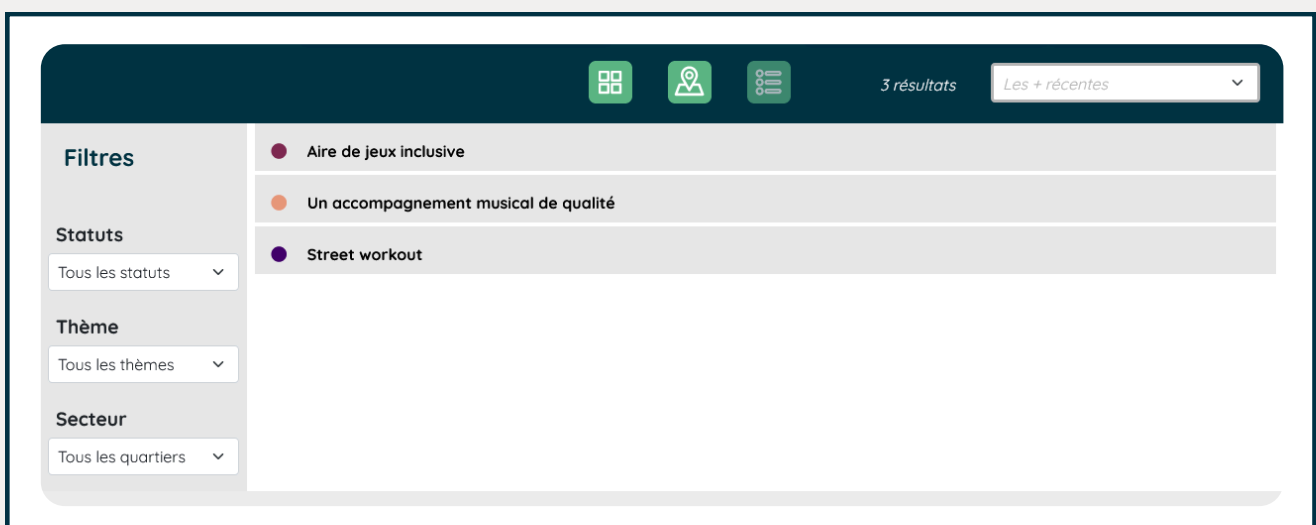 3 résultats
Les + récentes
Filtres
Statuts
Tous les statuts
Thème
Tous les thèmes
Secteur
Tous les quartiers
Aire de jeux inclusive
Un accompagnement musical de qualité
Street workout